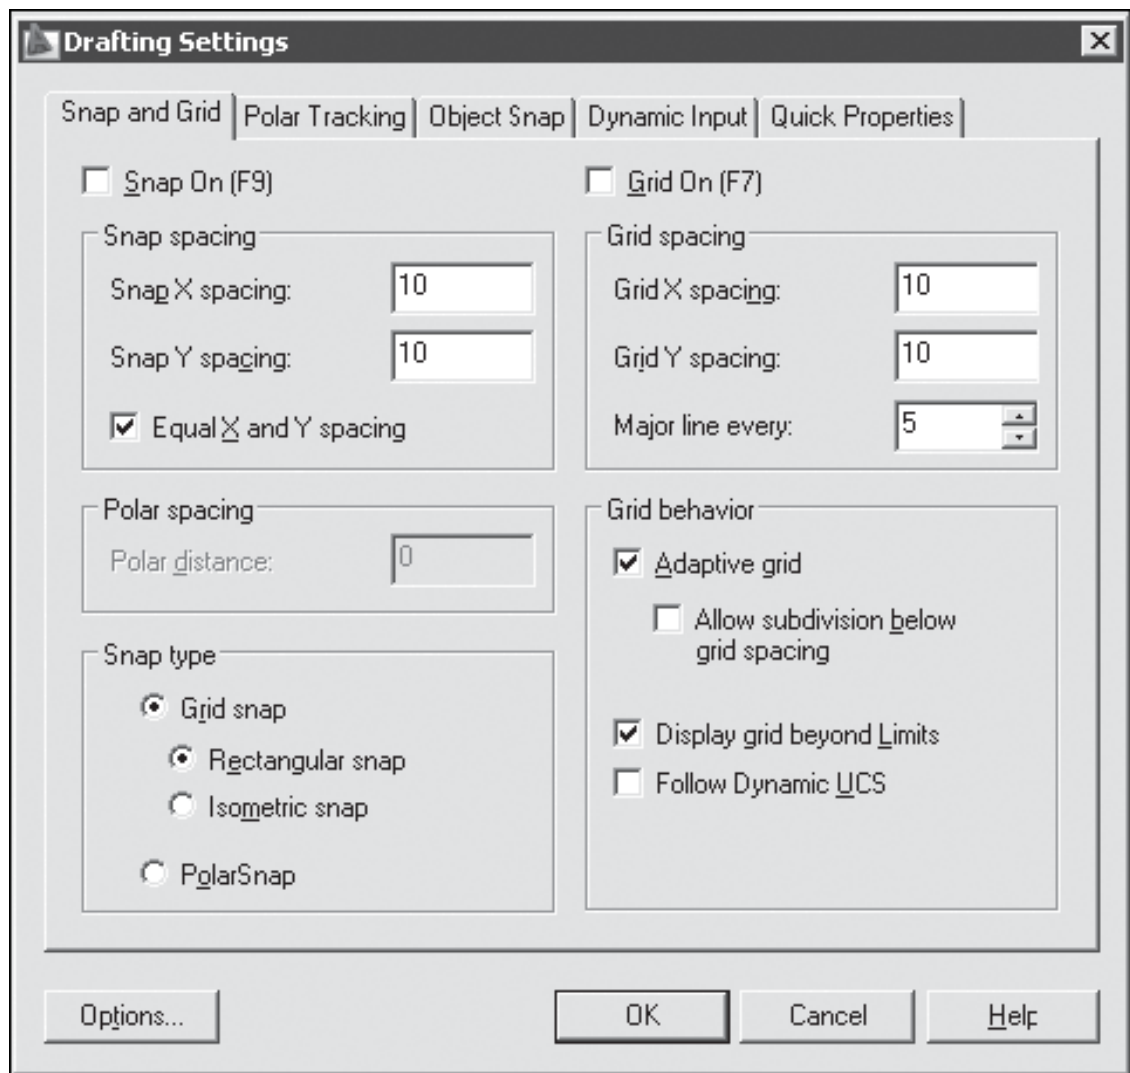 Drafting Settings
Snap and Grid Polar Tracking Object Snap Dynamic Input Quick Properties
Snap On (F9)
Snap spacing
Snap X spacing: 10
Snap Y spacing: 10
Equal X and Y spacing
Polar spacing
Polar distance: 0
Snap type
Grid snap
Rectangular snap
Isometric snap
PolarSnap
Grid On (F7)
Grid spacing
Grid X spacing: 10
Grid Y spacing: 10
Major line every: 5
Grid behavior
Adaptive grid
Allow subdivision below
grid spacing
Display grid beyond Limits
Follow Dynamic UCS
Options... OK Cancel Help